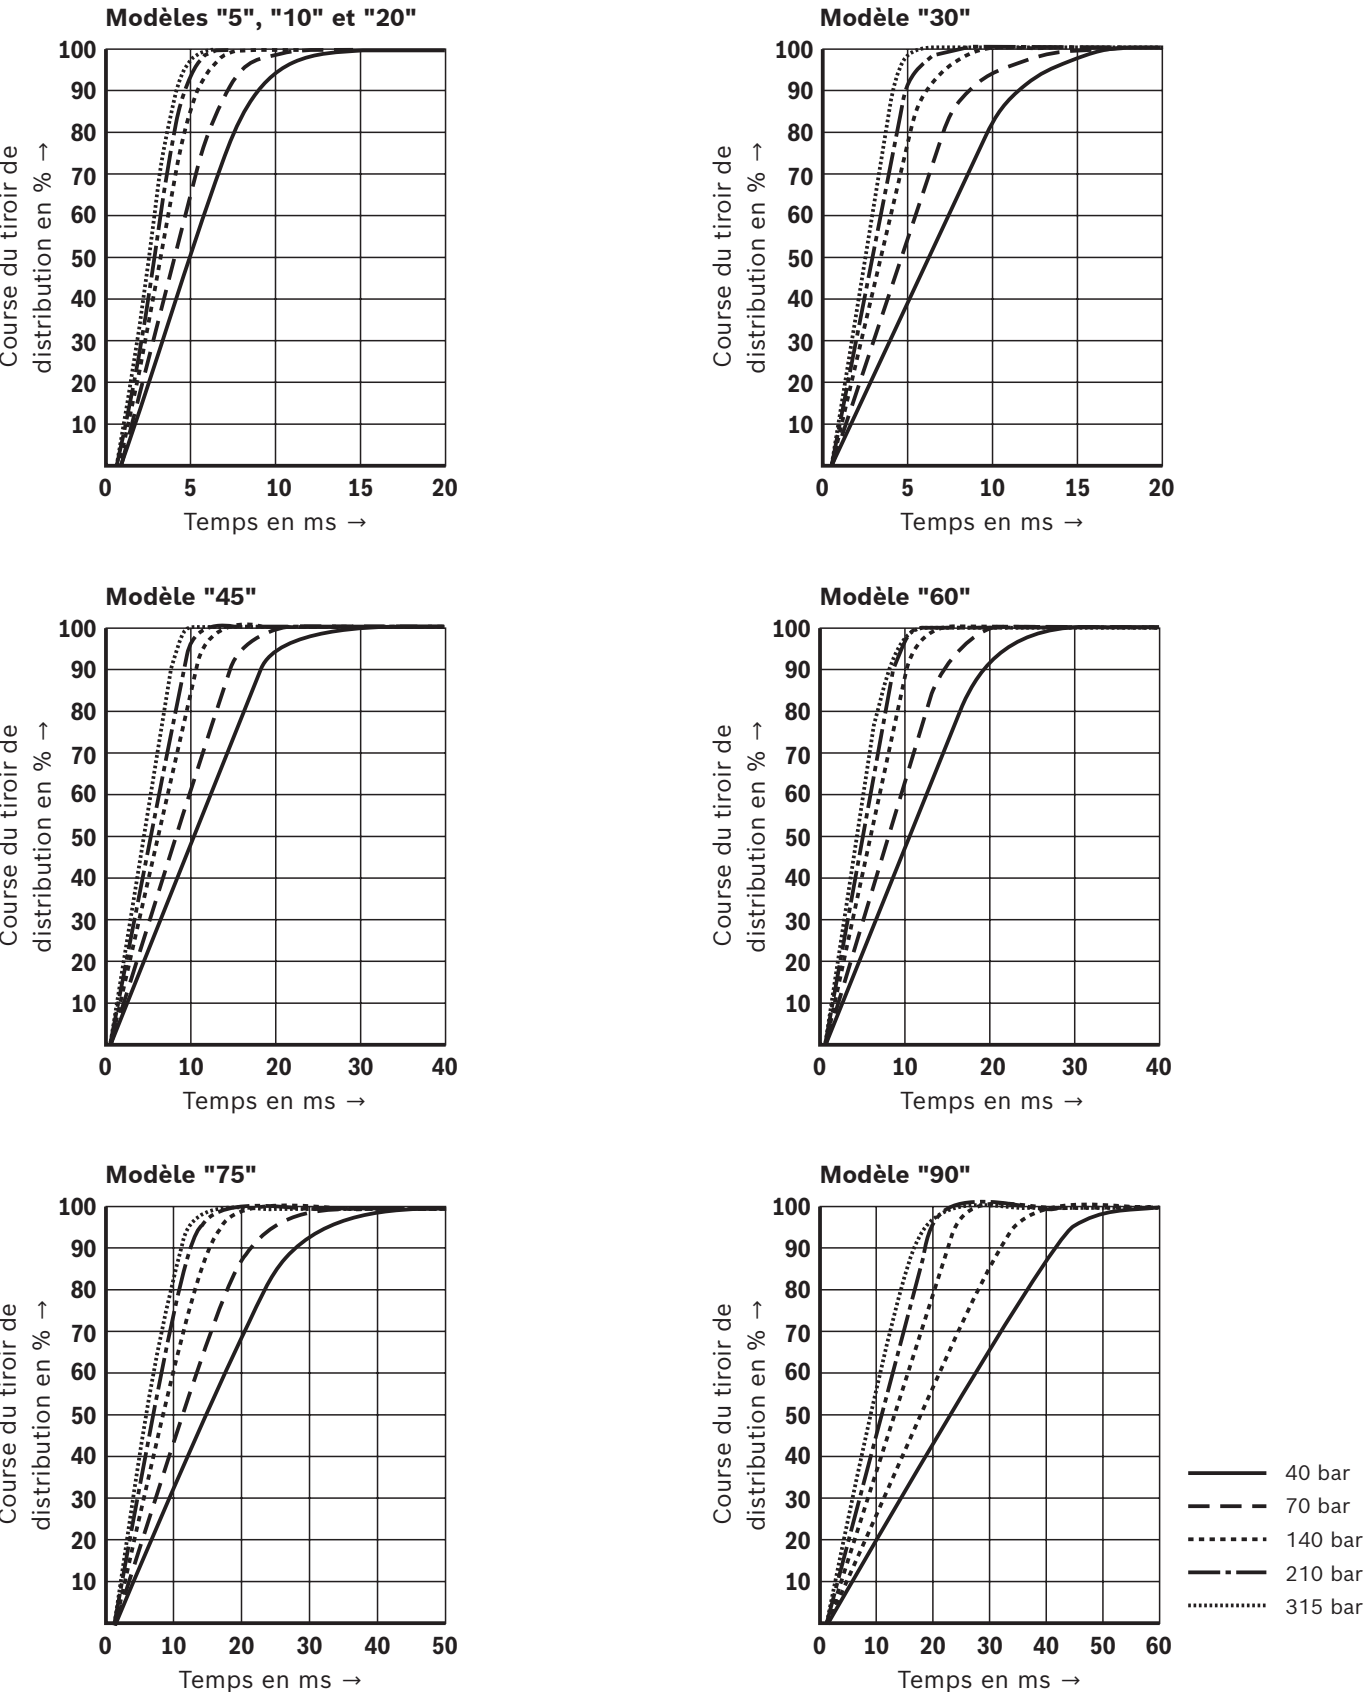 Modèles "5", "10" et "20"
100
90
80
70
60
50
40
30
20
10
0 5 10 15 20
Course du tiroir de
distribution en % →
Temps en ms →
Modèle "30"
100
90
80
70
60
50
40
30
20
10
0 5 10 15 20
Course du tiroir de
distribution en % →
Temps en ms →
Modèle "45"
100
90
80
70
60
50
40
30
20
10
0 10 20 30 40
Course du tiroir de
distribution en % →
Temps en ms →
Modèle "60"
100
90
80
70
60
50
40
30
20
10
0 10 20 30 40
Course du tiroir de
distribution en % →
Temps en ms →
Modèle "75"
100
90
80
70
60
50
40
30
20
10
0 10 20 30 40 50
Course du tiroir de
distribution en % →
Temps en ms →
Modèle "90"
100
90
80
70
60
50
40
30
20
10
0 10 20 30 40 50 60
Course du tiroir de
distribution en % →
Temps en ms →
40 bar
70 bar
140 bar
210 bar
315 bar